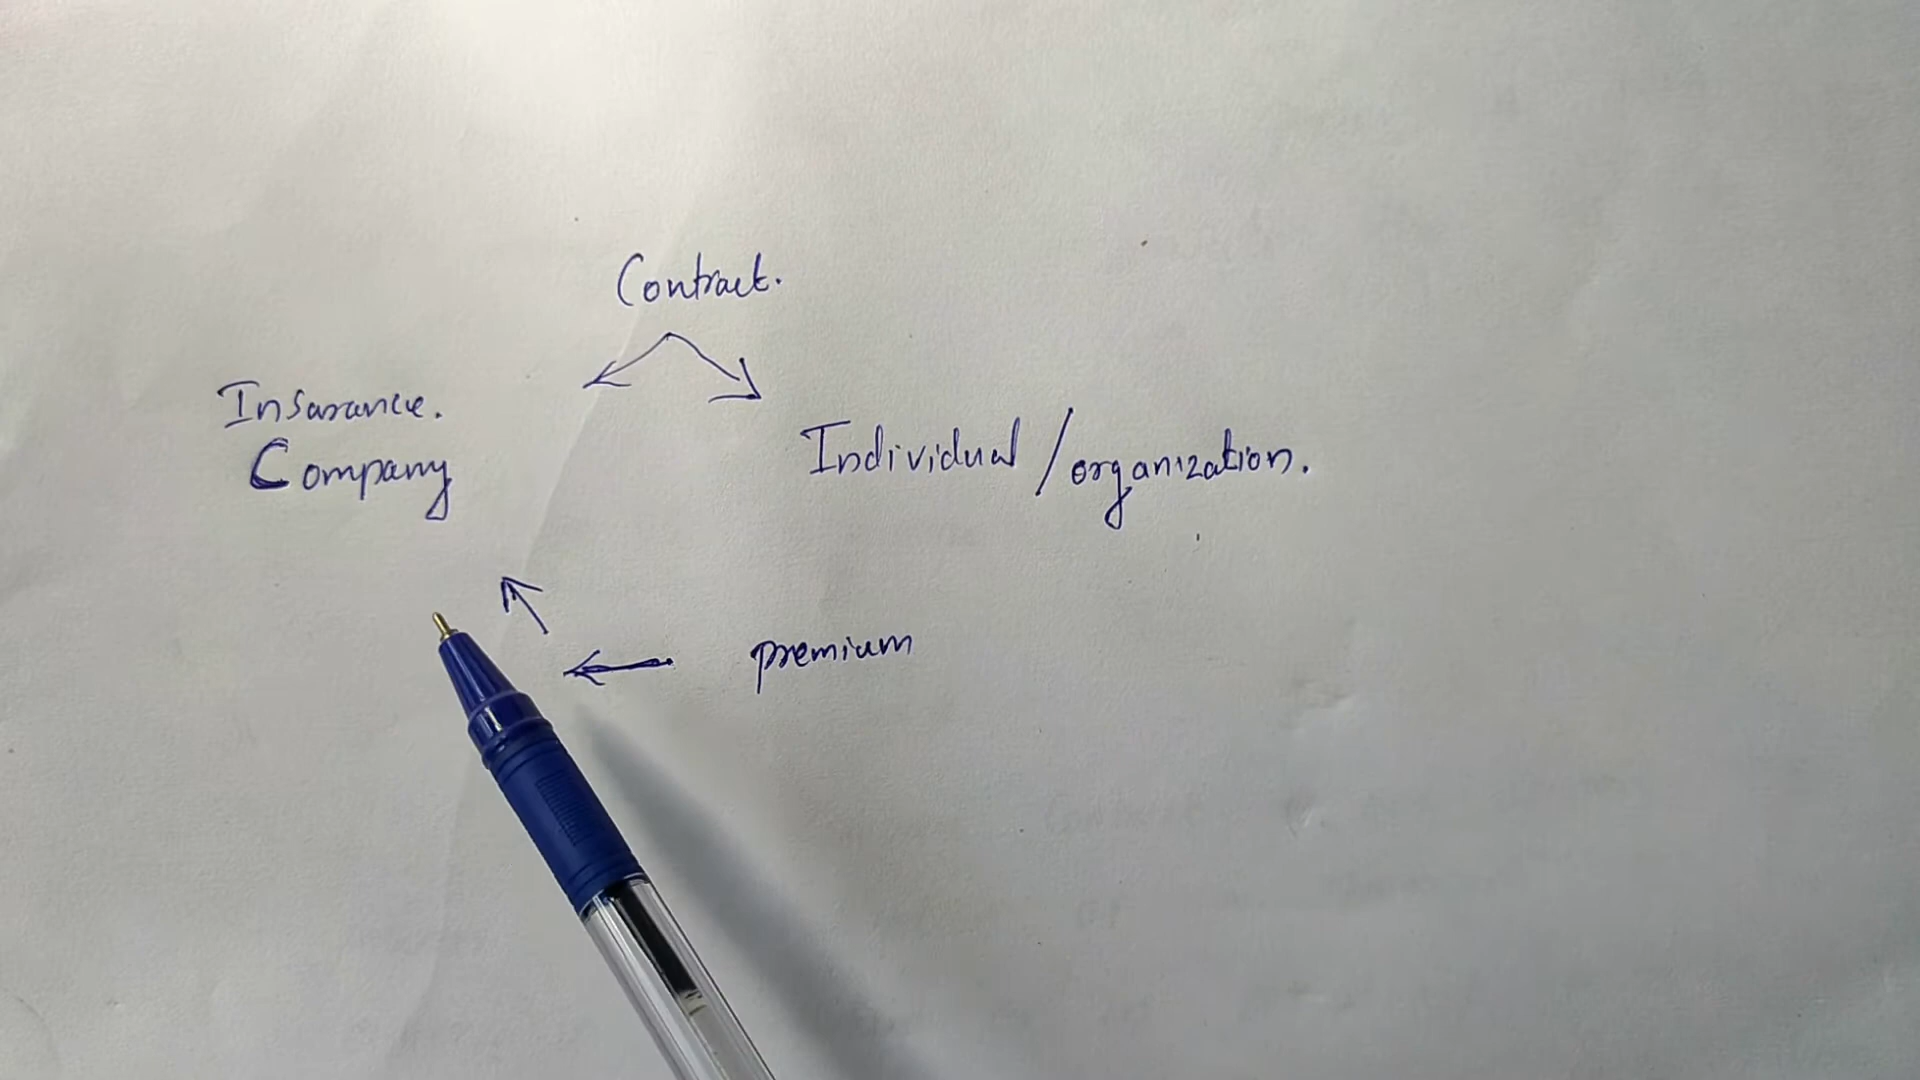 Contract.
Insurance.
Company
Individual / organization.
premium